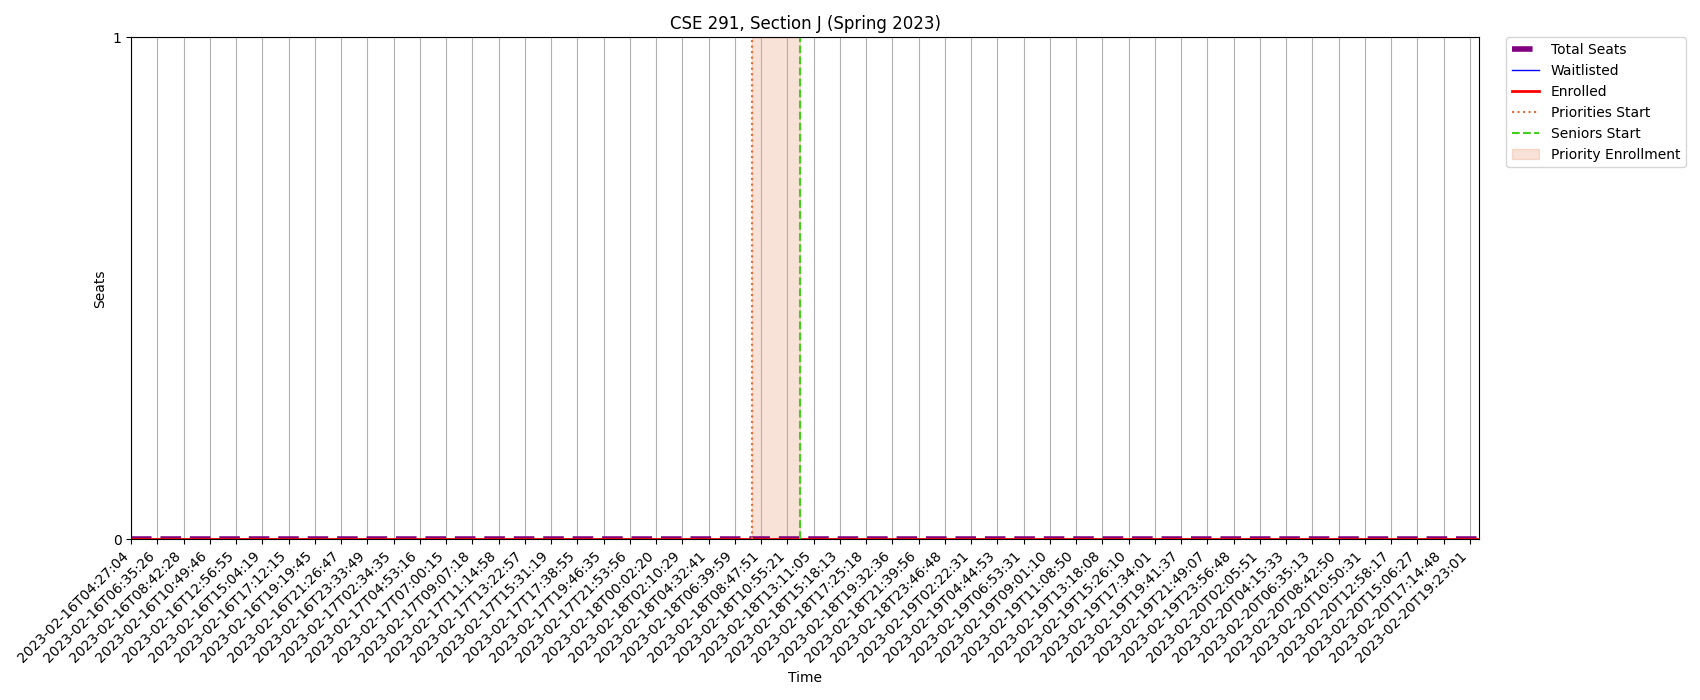 CSE 291, Section J (Spring 2023)
Total Seats
Waitlisted
Enrolled
Priorities Start
Seniors Start
Priority Enrollment
Seats
1
0
2023-02-16T04:27:04
2023-02-16T06:35:26
2023-02-16T08:42:28
2023-02-16T10:49:46
2023-02-16T12:56:55
2023-02-16T15:04:19
2023-02-16T17:12:15
2023-02-16T19:19:45
2023-02-16T21:26:47
2023-02-16T23:33:49
2023-02-17T02:34:35
2023-02-17T04:53:16
2023-02-17T07:00:15
2023-02-17T09:07:18
2023-02-17T11:14:58
2023-02-17T13:22:57
2023-02-17T15:31:19
2023-02-17T17:38:55
2023-02-17T19:46:35
2023-02-17T21:53:56
2023-02-18T00:02:20
2023-02-18T02:10:29
2023-02-18T04:32:41
2023-02-18T06:39:59
2023-02-18T08:47:51
2023-02-18T10:55:21
2023-02-18T13:11:05
2023-02-18T15:18:13
2023-02-18T17:25:18
2023-02-18T19:32:36
2023-02-18T21:39:56
2023-02-18T23:46:48
2023-02-19T02:22:31
2023-02-19T04:44:53
2023-02-19T06:53:31
2023-02-19T09:01:10
2023-02-19T11:08:50
2023-02-19T13:18:08
2023-02-19T15:26:10
2023-02-19T17:34:01
2023-02-19T19:41:37
2023-02-19T21:49:07
2023-02-19T23:56:48
2023-02-20T02:05:51
2023-02-20T04:15:33
2023-02-20T06:35:13
2023-02-20T08:42:50
2023-02-20T10:50:31
2023-02-20T12:58:17
2023-02-20T15:06:27
2023-02-20T17:14:48
2023-02-20T19:23:01
Time